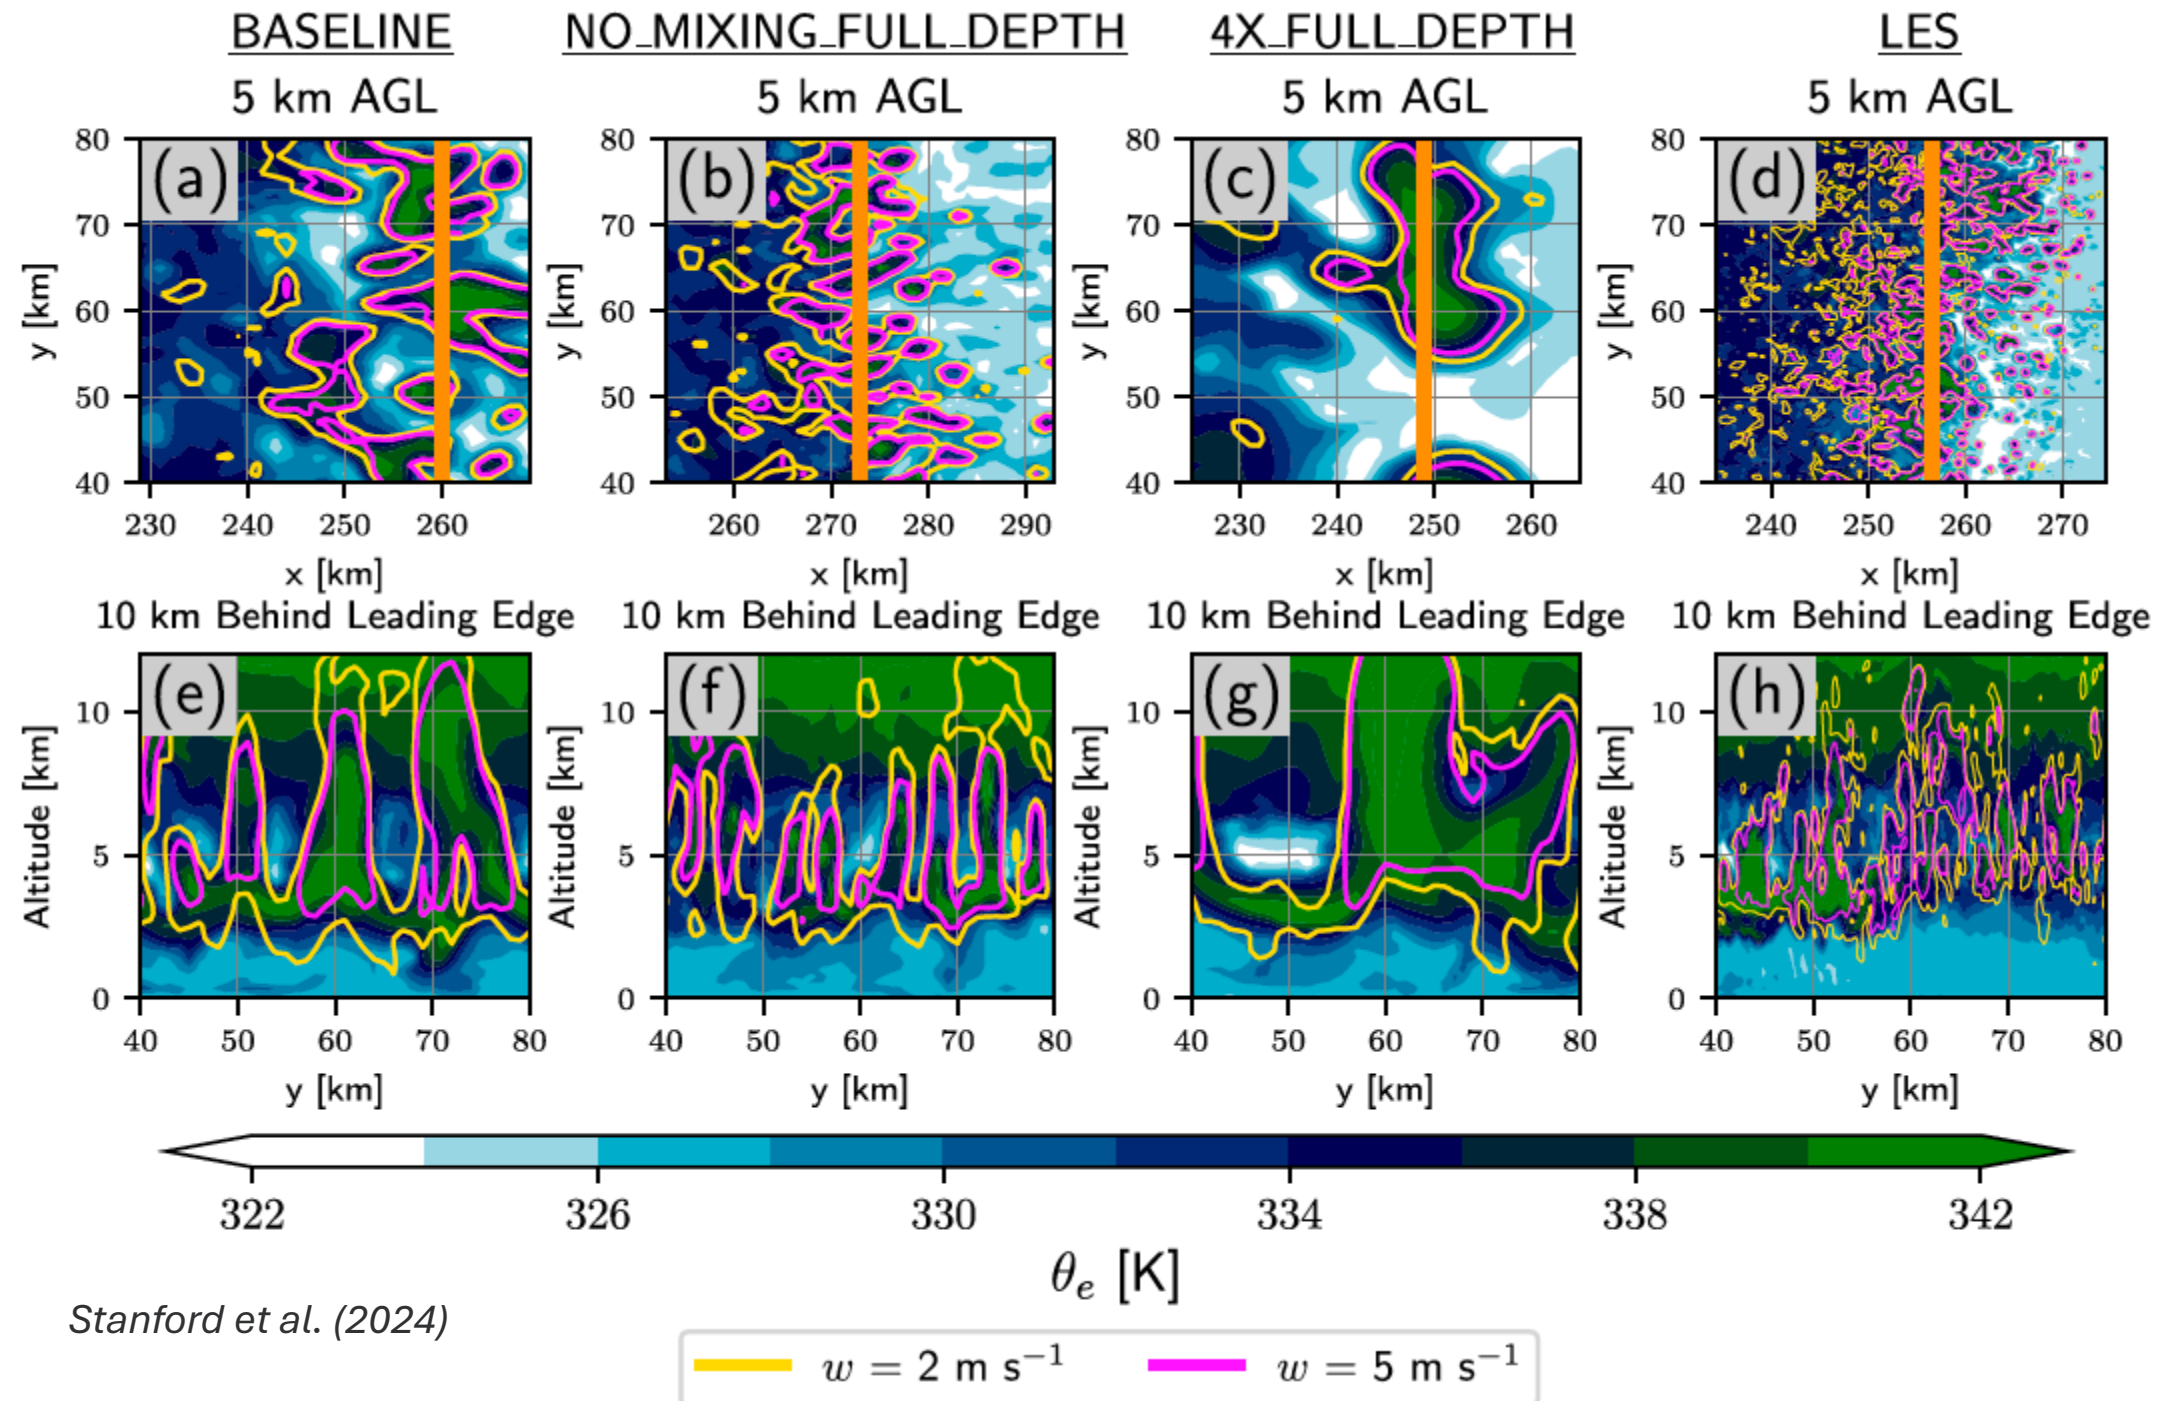 BASELINE NO_MIXING_FULL_DEPTH 4X_FULL_DEPTH LES
5 km AGL 5 km AGL 5 km AGL 5 km AGL
(a) (b) (c) (d)
80 80 80 80
70 70 70 70
60 60 60 60
50 50 50 50
40 40 40 40
y [km] y [km] y [km] y [km]
230 240 250 260 260 270 280 290 230 240 250 260 240 250 260 270
x [km] x [km] x [km] x [km]
10 km Behind Leading Edge 10 km Behind Leading Edge 10 km Behind Leading Edge 10 km Behind Leading Edge
(e) (f) (g) (h)
10 10 10 10
5 5 5 5
0 0 0 0
Altitude [km] Altitude [km] Altitude [km] Altitude [km]
40 50 60 70 80 40 50 60 70 80 40 50 60 70 80 40 50 60 70 80
y [km] y [km] y [km] y [km]
322 326 330 334 338 342
θe [K]
Stanford et al. (2024)
w = 2 m s−1 w = 5 m s−1